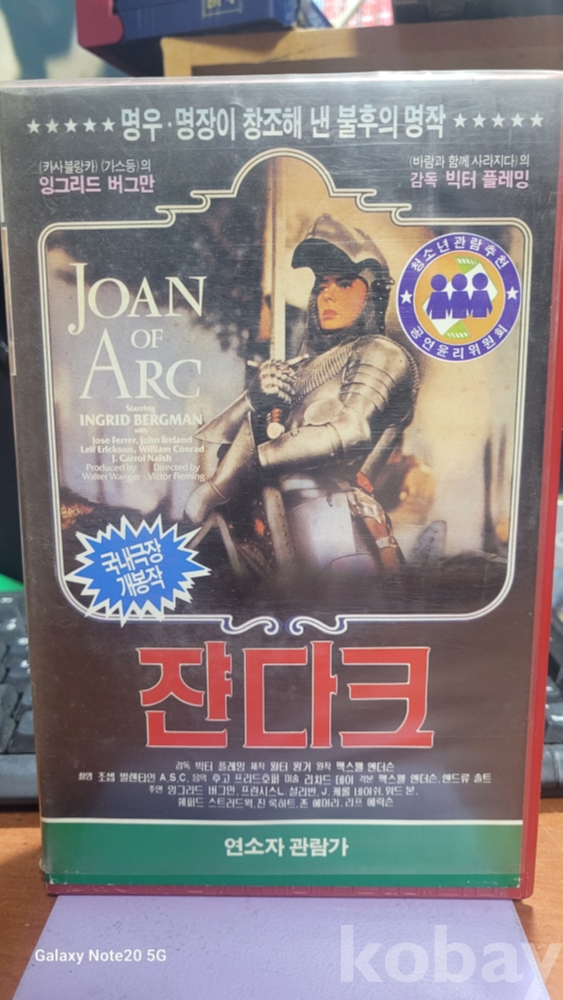 ★★★★★ 명우·명장이 창조해 낸 불후의 명작 ★★★★★
(카사블랑카) (가스등)의
잉그리드 버그만
(바람과 함께 사라지다)의
감독 빅터 플레밍
청소년관람추천
공연윤리위원회
JOAN
OF
ARC
Starring
INGRID BERGMAN
with
Jose Ferrer, John Ireland
Leif Erickson, William Conrad
J. Carrol Naish
Produced by Directed by
Walter Wanger Victor Fleming
국내극장
개봉작
쟌다크
감독 빅터 플레밍 제작 월터 왕거 원작 맥스웰 앤더슨
촬영 조셉 발렌타인 A.S.C. 음악 후고 프리드호퍼 미술 리차드 데이 각본 맥스웰 앤더슨, 앤드류 솔트
주연 잉그리드 버그만, 프란시스L. 설리반, J. 캐롤 네이쉬, 워드 본,
쉐퍼드 스트러드윅, 진 록하트, 존 에머리, 리프 에릭슨
연소자 관람가
Galaxy Note20 5G
kobay